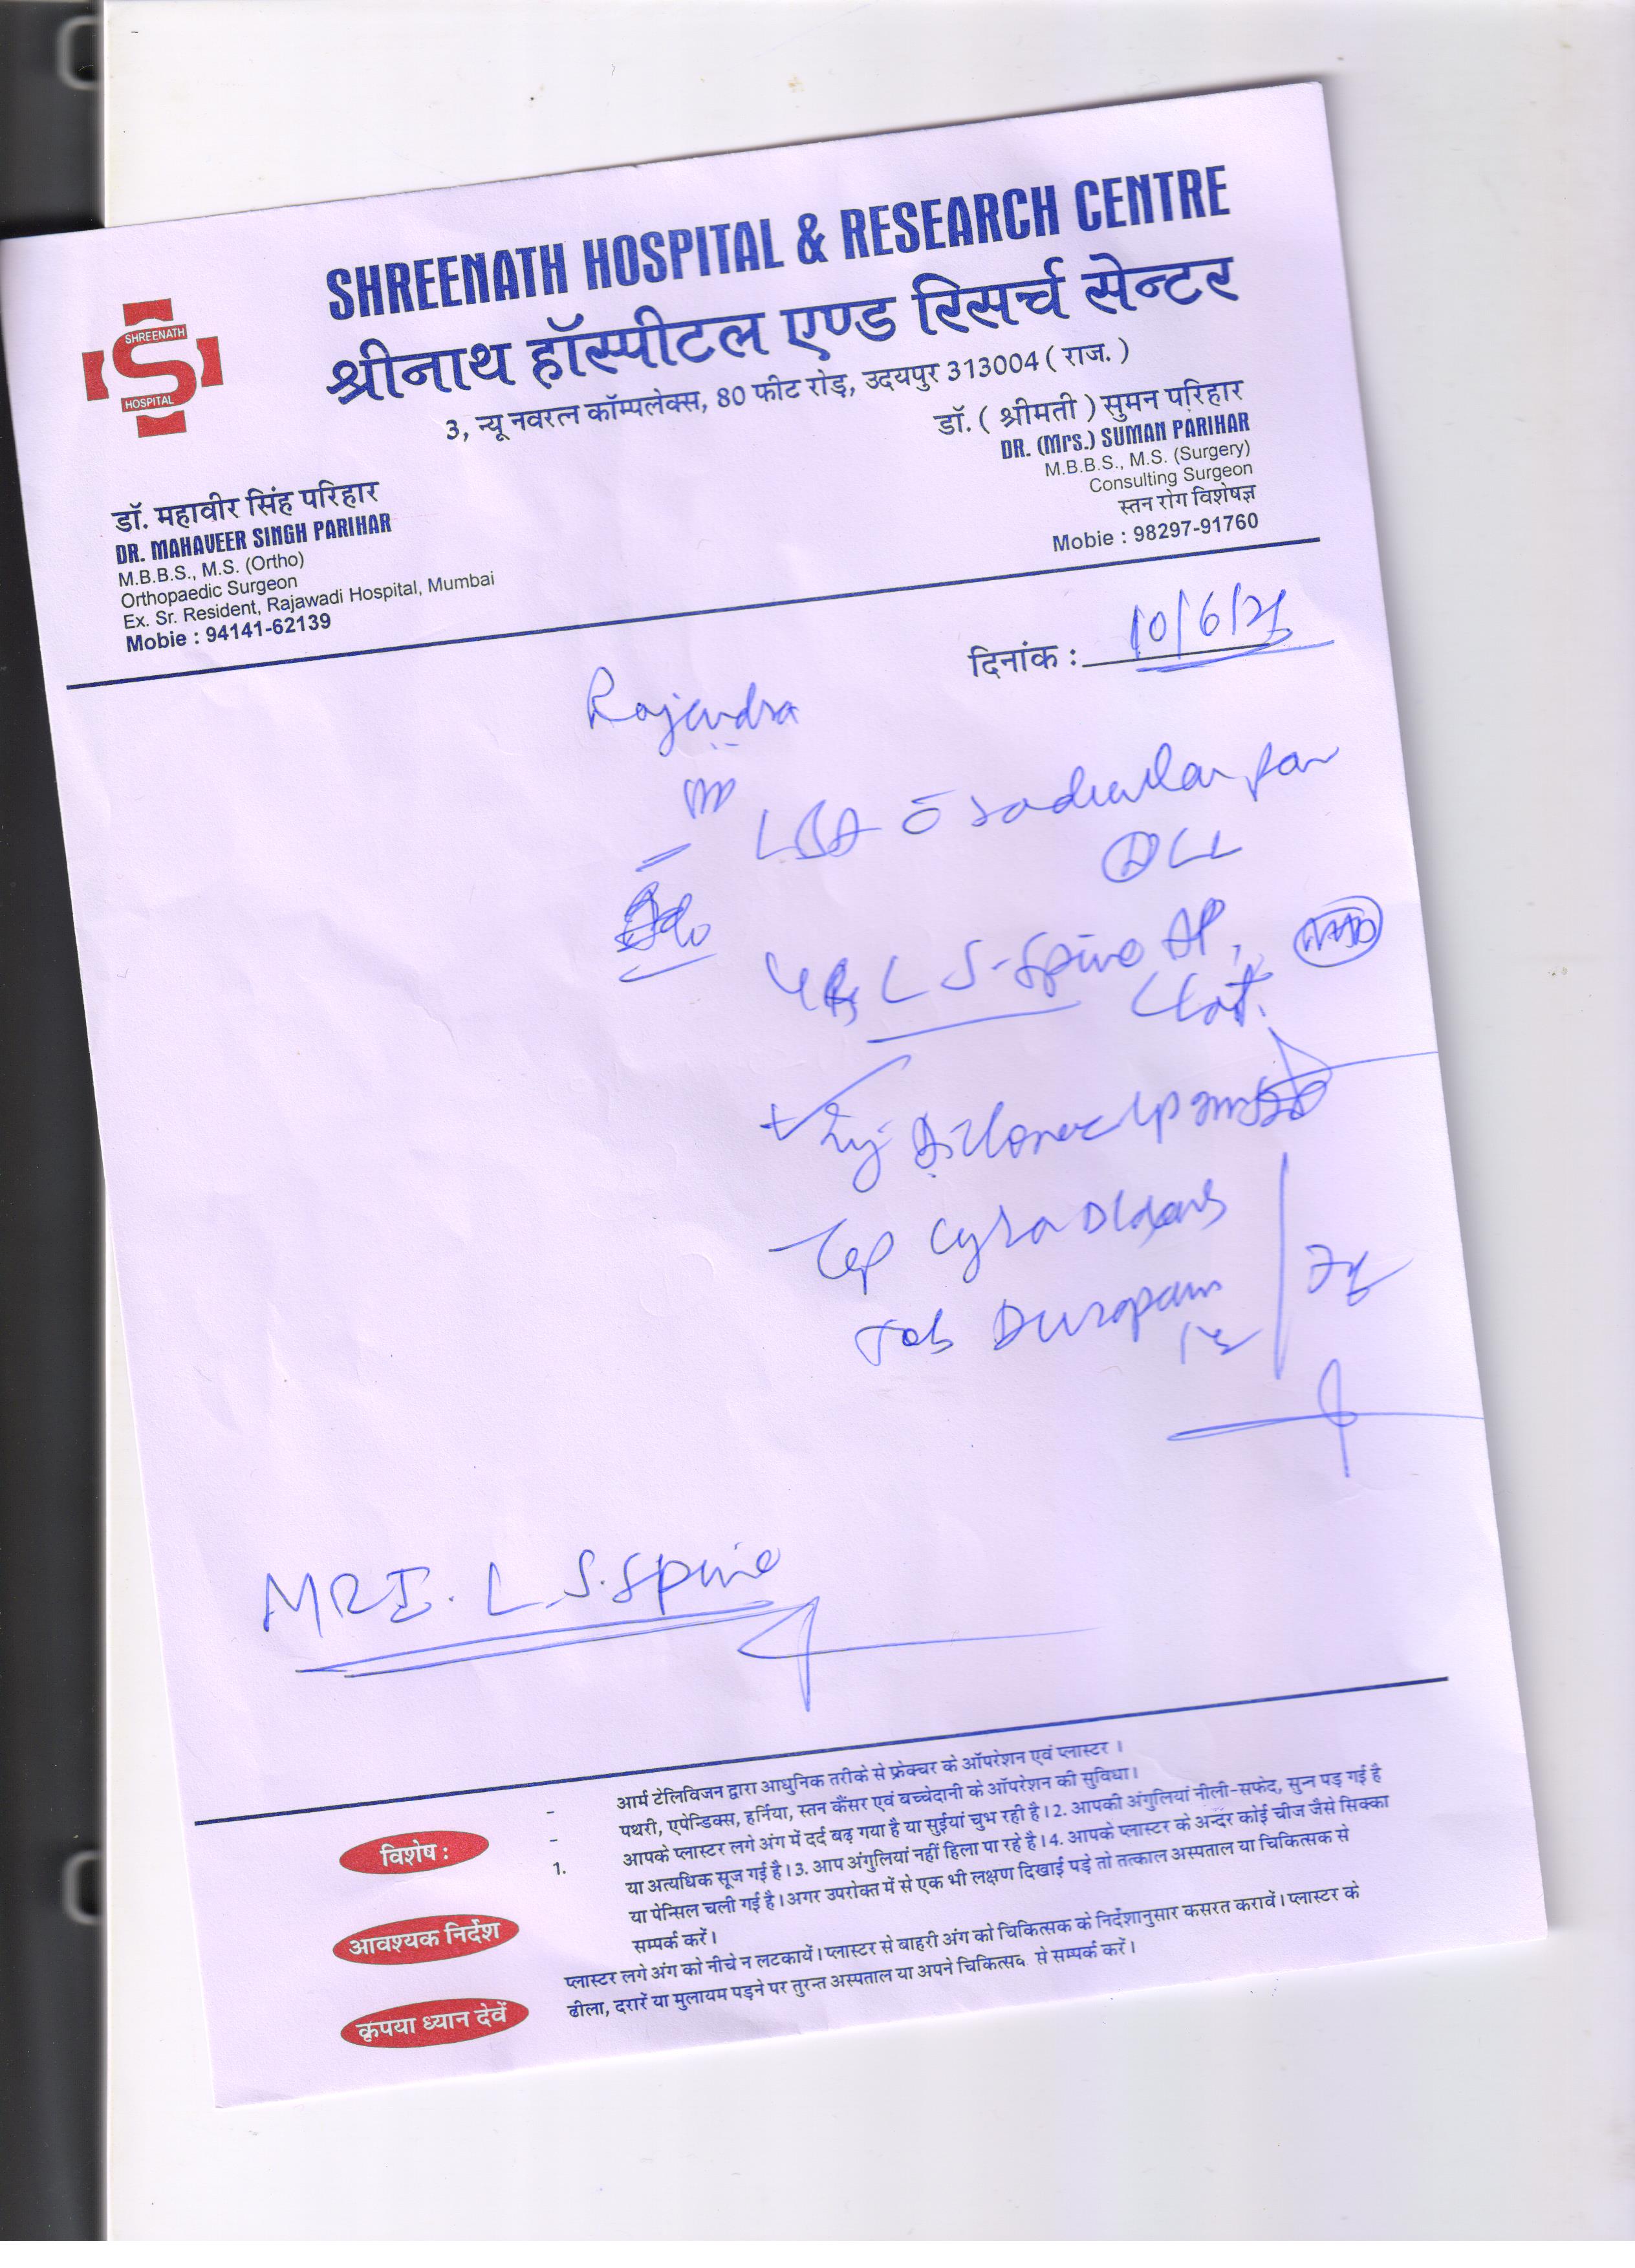 SHREENATH HOSPITAL & RESEARCH CENTRE
श्रीनाथ हॉस्पीटल एण्ड रिसर्च सेन्टर
3, न्यू नवरत्न कॉम्पलेक्स, 80 फीट रोड़, उदयपुर 313004 ( राज. )
SHREENATH
S
HOSPITAL
डॉ. महावीर सिंह परिहार
DR. MAHAVEER SINGH PARIHAR
M.B.B.S., M.S. (Ortho)
Orthopaedic Surgeon
Ex. Sr. Resident, Rajawadi Hospital, Mumbai
Mobie : 94141-62139
डॉ. ( श्रीमती ) सुमन परिहार
DR. (Mrs.) SUMAN PARIHAR
M.B.B.S., M.S. (Surgery)
Consulting Surgeon
स्तन रोग विशेषज्ञ
Mobie : 98297-91760
दिनांक : 10/6/
Rajendra
radicular pain
L S-Spine AP,
Lat.
Inj
Cap
Tab
MRI. L S. Spine
विशेष :
- आर्म टेलिविजन द्वारा आधुनिक तरीके से फ्रेक्चर के ऑपरेशन एवं प्लास्टर ।
- पथरी, एपेन्डिक्स, हर्निया, स्तन कैंसर एवं बच्चेदानी के ऑपरेशन की सुविधा।
आवश्यक निर्देश
1. आपके प्लास्टर लगे अंग में दर्द बढ़ गया है या सुईयां चुभ रही है। 2. आपकी अंगुलियां नीली-सफेद, सुन्न पड़ गई है
या अत्यधिक सूज गई है। 3. आप अंगुलियां नहीं हिला पा रहे है। 4. आपके प्लास्टर के अन्दर कोई चीज जैसे सिक्का
या पेन्सिल चली गई है। अगर उपरोक्त में से एक भी लक्षण दिखाई पड़े तो तत्काल अस्पताल या चिकित्सक से
सम्पर्क करें।
कृपया ध्यान देवें
प्लास्टर लगे अंग को नीचे न लटकायें। प्लास्टर से बाहरी अंग को चिकित्सक के निर्देशानुसार कसरत करावें। प्लास्टर के
ढीला, दरारें या मुलायम पड़ने पर तुरन्त अस्पताल या अपने चिकित्सक से सम्पर्क करें।